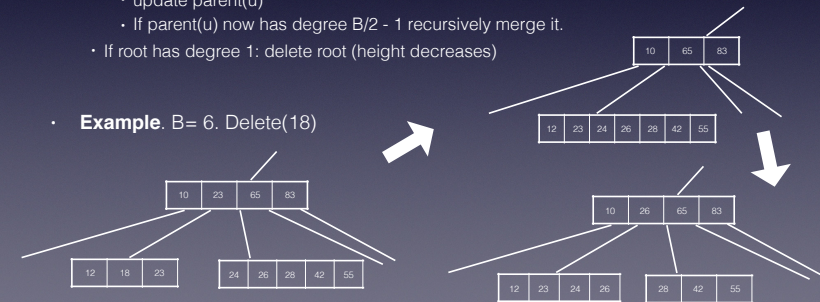 • update parent(u)
• If parent(u) now has degree B/2 - 1 recursively merge it.
• If root has degree 1: delete root (height decreases)
10 65 83
• Example. B= 6. Delete(18)
12 23 24 26 28 42 55
10 23 65 83
10 26 65 83
12 18 23
24 26 28 42 55
12 23 24 26
28 42 55